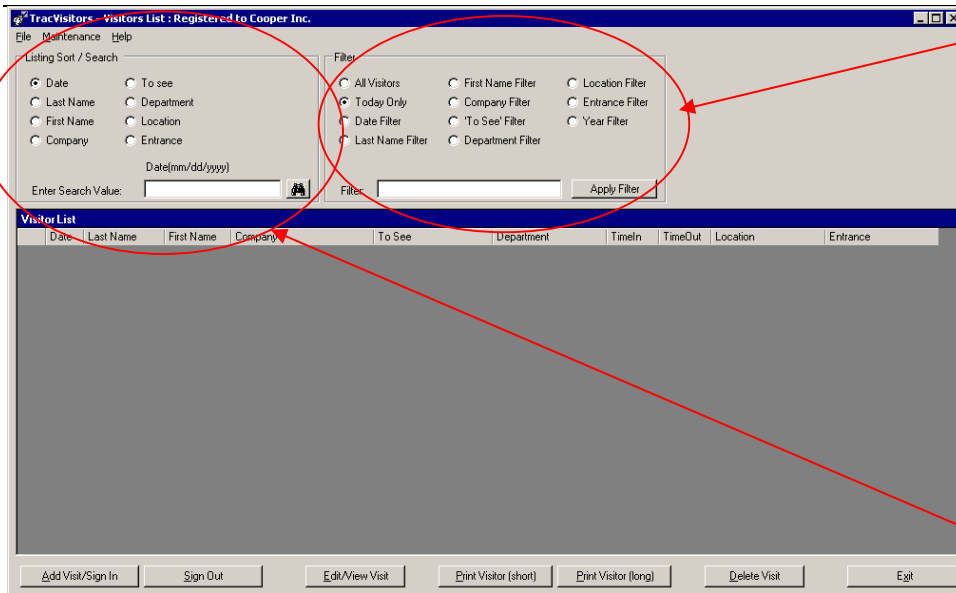 TracVisitors - Visitors List : Registered to Cooper Inc.
File Maintenance Help
Listing Sort / Search
Date To see
Last Name Department
First Name Location
Company Entrance
Date(mm/dd/yyyy)
Enter Search Value:
Filter
All Visitors First Name Filter Location Filter
Today Only Company Filter Entrance Filter
Date Filter 'To See' Filter Year Filter
Last Name Filter Department Filter
Filter: Apply Filter
Visitor List
Date Last Name First Name Company To See Department TimeIn TimeOut Location Entrance
Add Visit/Sign In Sign Out Edit/View Visit Print Visitor (short) Print Visitor (long) Delete Visit Exit